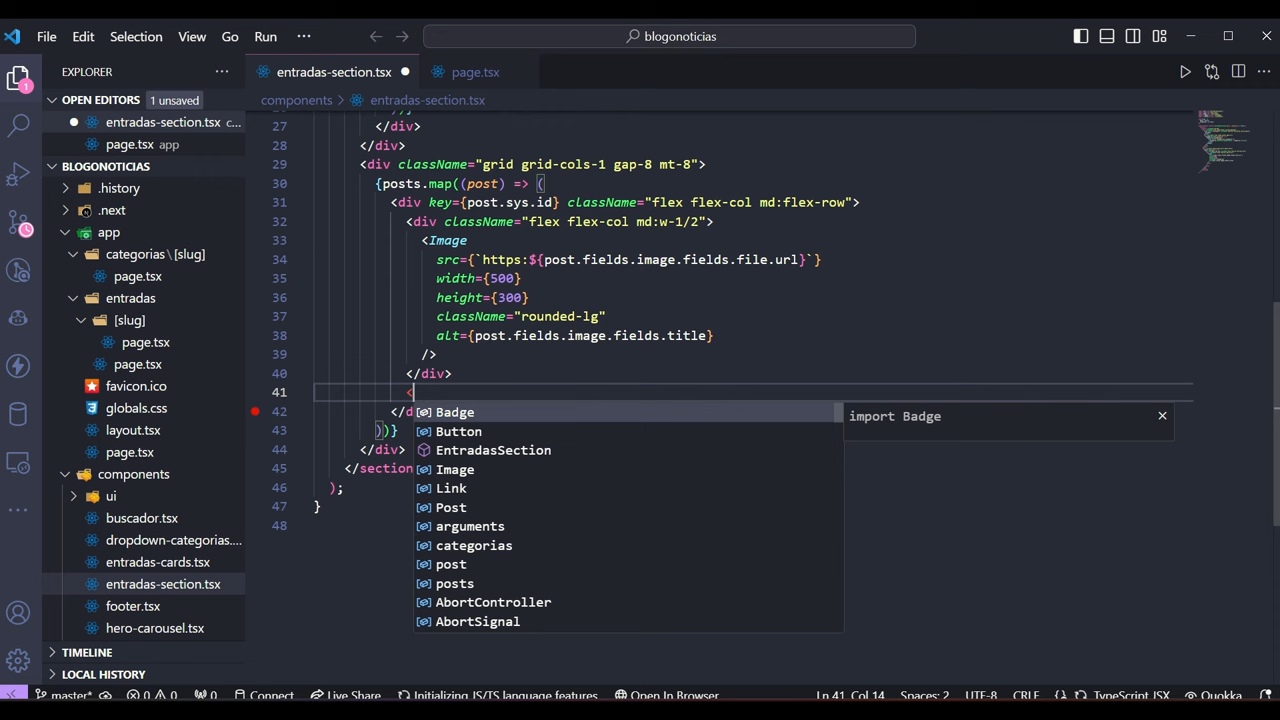 File Edit Selection View Go Run ···
blogonoticias
EXPLORER
OPEN EDITORS 1 unsaved
entradas-section.tsx c...
page.tsx app
BLOGONOTICIAS
.history
.next
app
categorias\[slug]
page.tsx
entradas
[slug]
page.tsx
page.tsx
favicon.ico
globals.css
layout.tsx
page.tsx
components
ui
buscador.tsx
dropdown-categorias....
entradas-cards.tsx
entradas-section.tsx
footer.tsx
hero-carousel.tsx
TIMELINE
LOCAL HISTORY
1
entradas-section.tsx
page.tsx
components > entradas-section.tsx
27 </div>
28 </div>
29 <div className="grid grid-cols-1 gap-8 mt-8">
30 {posts.map((post) => (
31 <div key={post.sys.id} className="flex flex-col md:flex-row">
32 <div className="flex flex-col md:w-1/2">
33 <Image
34 src={`https:${post.fields.image.fields.file.url}`}
35 width={500}
36 height={300}
37 className="rounded-lg"
38 alt={post.fields.image.fields.title}
39 />
40 </div>
41 <
42 </d
43 ))}
44 </div>
45 </section
46 );
47 }
48
Badge
Button
EntradasSection
Image
Link
Post
arguments
categorias
post
posts
AbortController
AbortSignal
import Badge
master* 0 0 0 Connect Live Share Initializing JS/TS language features Open In Browser Ln 41, Col 14 Spaces: 2 UTF-8 CRLF {} TypeScript JSX Quokka